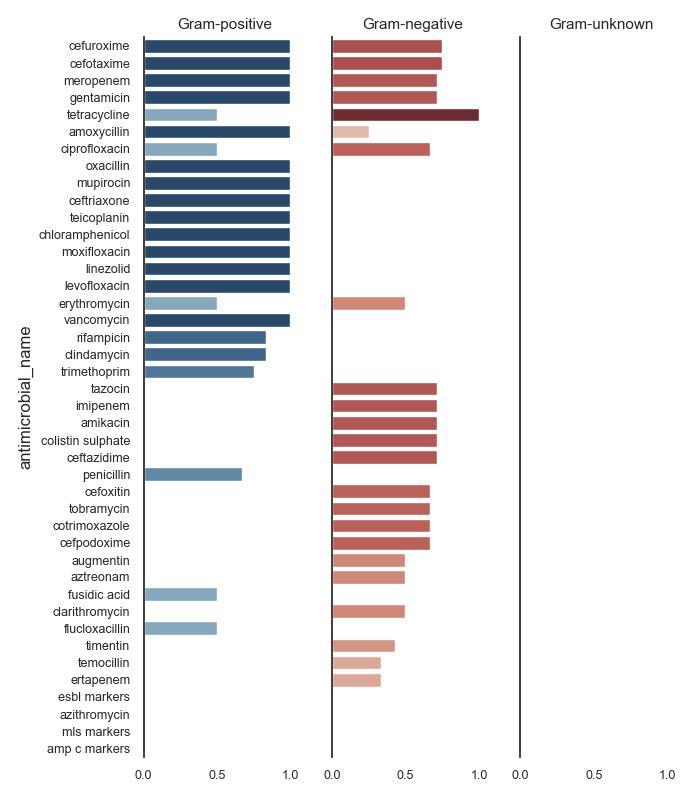 Gram-positive Gram-negative Gram-unknown
antimicrobial_name
cefuroxime
cefotaxime
meropenem
gentamicin
tetracycline
amoxycillin
ciprofloxacin
oxacillin
mupirocin
ceftriaxone
teicoplanin
chloramphenicol
moxifloxacin
linezolid
levofloxacin
erythromycin
vancomycin
rifampicin
clindamycin
trimethoprim
tazocin
imipenem
amikacin
colistin sulphate
ceftazidime
penicillin
cefoxitin
tobramycin
cotrimoxazole
cefpodoxime
augmentin
aztreonam
fusidic acid
clarithromycin
flucloxacillin
timentin
temocillin
ertapenem
esbl markers
azithromycin
mls markers
amp c markers
0.0 0.5 1.0 0.0 0.5 1.0 0.0 0.5 1.0